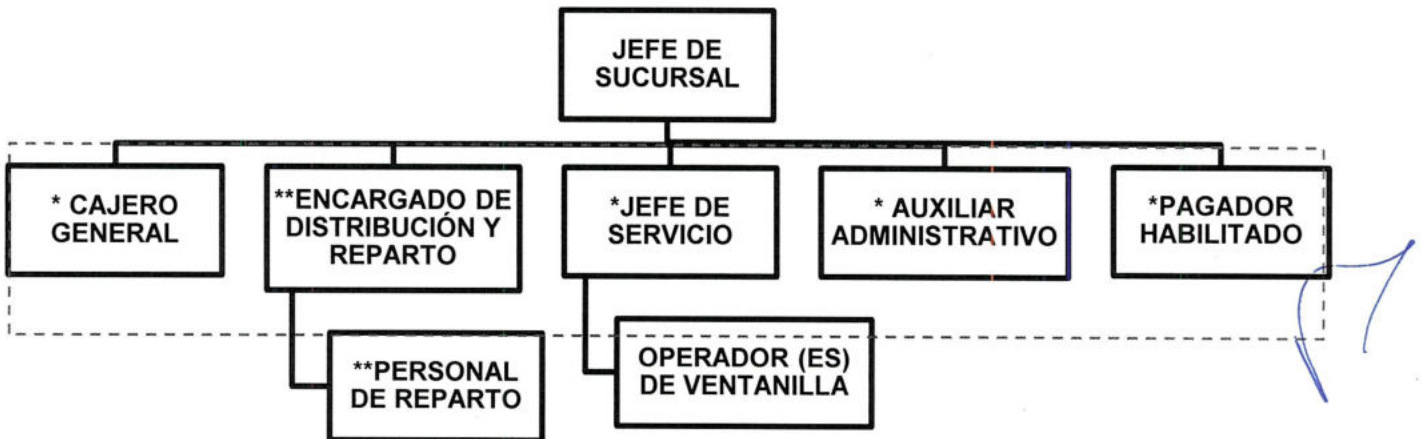 JEFE DE
SUCURSAL
* CAJERO
GENERAL
**ENCARGADO DE
DISTRIBUCIÓN Y
REPARTO
*JEFE DE
SERVICIO
* AUXILIAR
ADMINISTRATIVO
*PAGADOR
HABILITADO
**PERSONAL
DE REPARTO
OPERADOR (ES)
DE VENTANILLA